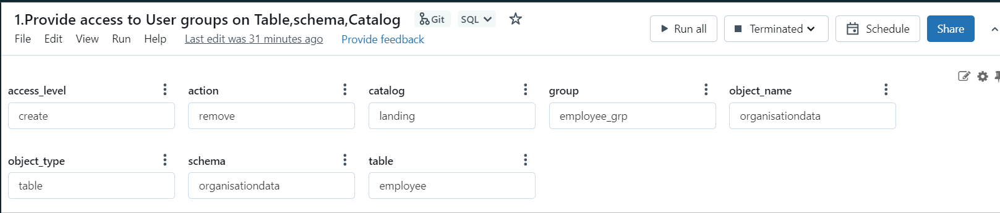 1.Provide access to User groups on Table,schema,Catalog Git SQL
Run all Terminated Schedule Share
File Edit View Run Help Last edit was 31 minutes ago Provide feedback
access_level action catalog group object_name
create remove landing employee_grp organisationdata
object_type schema table
table organisationdata employee